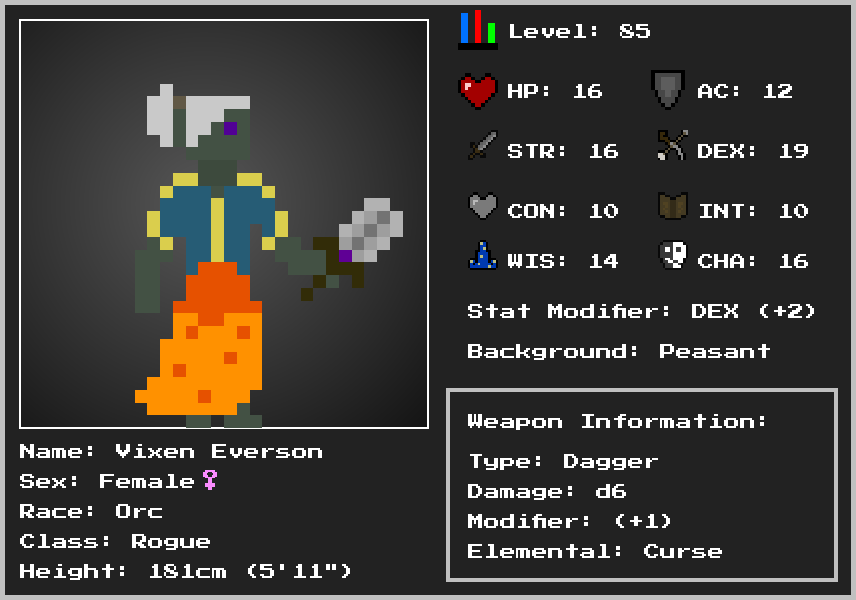 Level: 85
HP: 16
AC: 12
STR: 16
DEX: 19
CON: 10
INT: 10
WIS: 14
CHA: 16
Stat Modifier: DEX (+2)
Background: Peasant
Weapon Information:
Type: Dagger
Damage: d6
Modifier: (+1)
Elemental: Curse
Name: Vixen Everson
Sex: Female♀
Race: Orc
Class: Rogue
Height: 181cm (5'11")